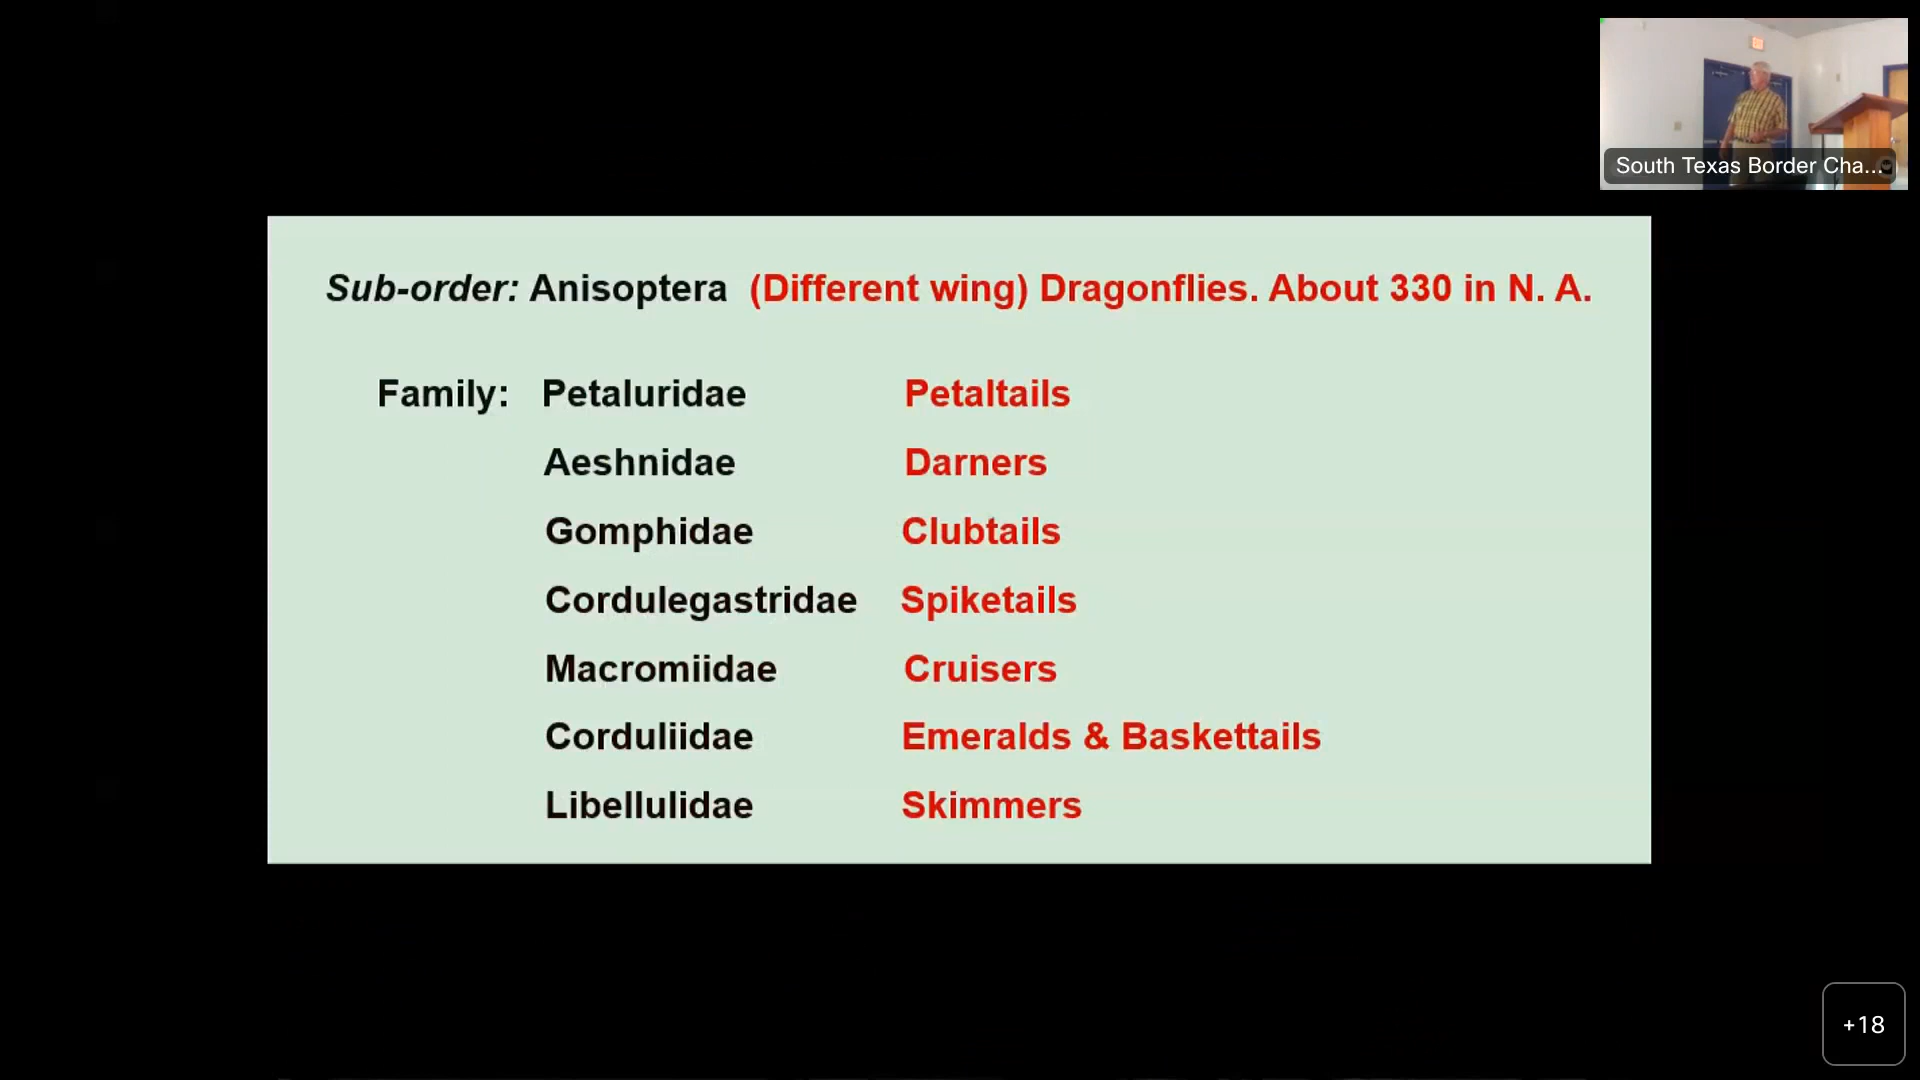 South Texas Border Cha...
Sub-order: Anisoptera (Different wing) Dragonflies. About 330 in N. A.
Family: Petaluridae Petaltails
Aeshnidae Darners
Gomphidae Clubtails
Cordulegastridae Spiketails
Macromiidae Cruisers
Corduliidae Emeralds & Baskettails
Libellulidae Skimmers
+18